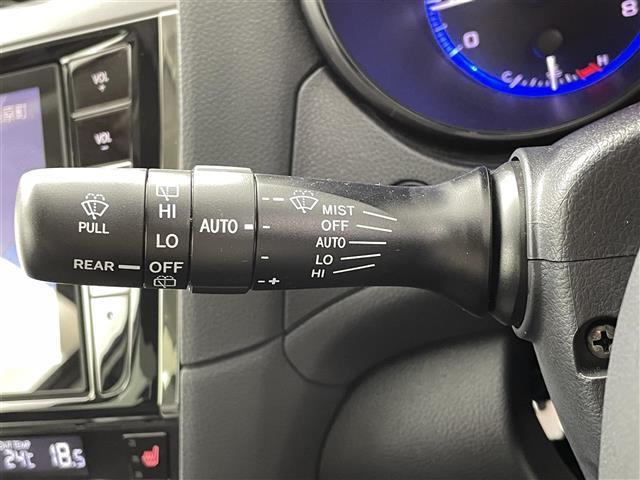 VOL
VOL
PULL
REAR
HI
LO
OFF
AUTO
MIST
OFF
AUTO
LO
HI
- +
0
8
C
H
24℃
18.5